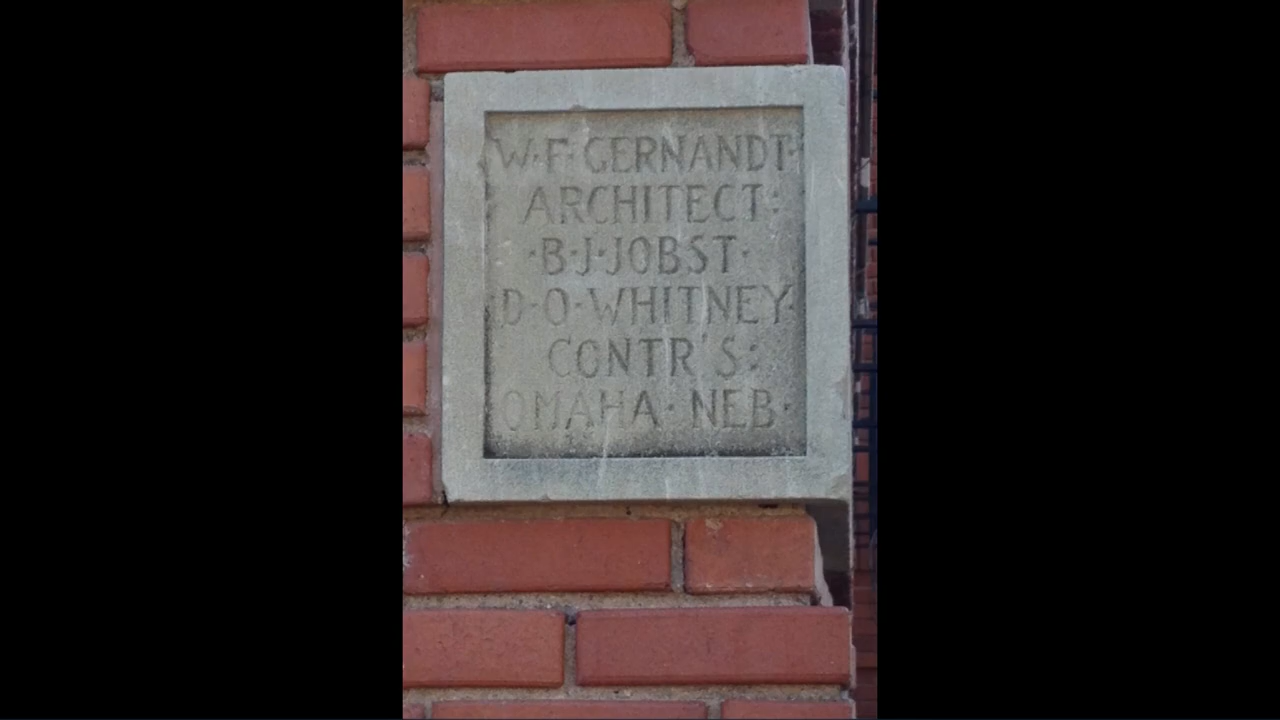 W·F·GERNANDT·
ARCHITECT:
·B·J·JOBST·
D·O·WHITNEY·
CONTR'S:
OMAHA·NEB·